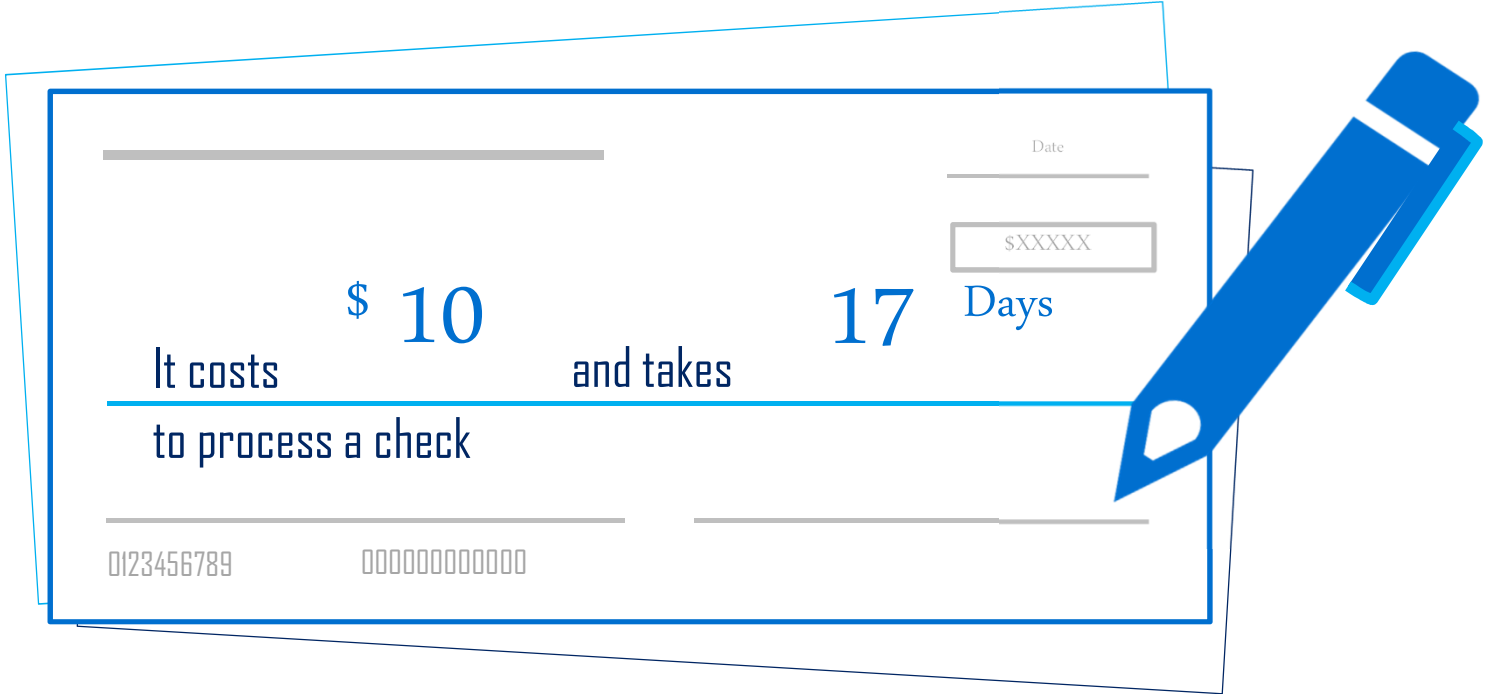 Date
$XXXXX
It costs $ 10 and takes 17 Days
to process a check
0123456789 000000000000